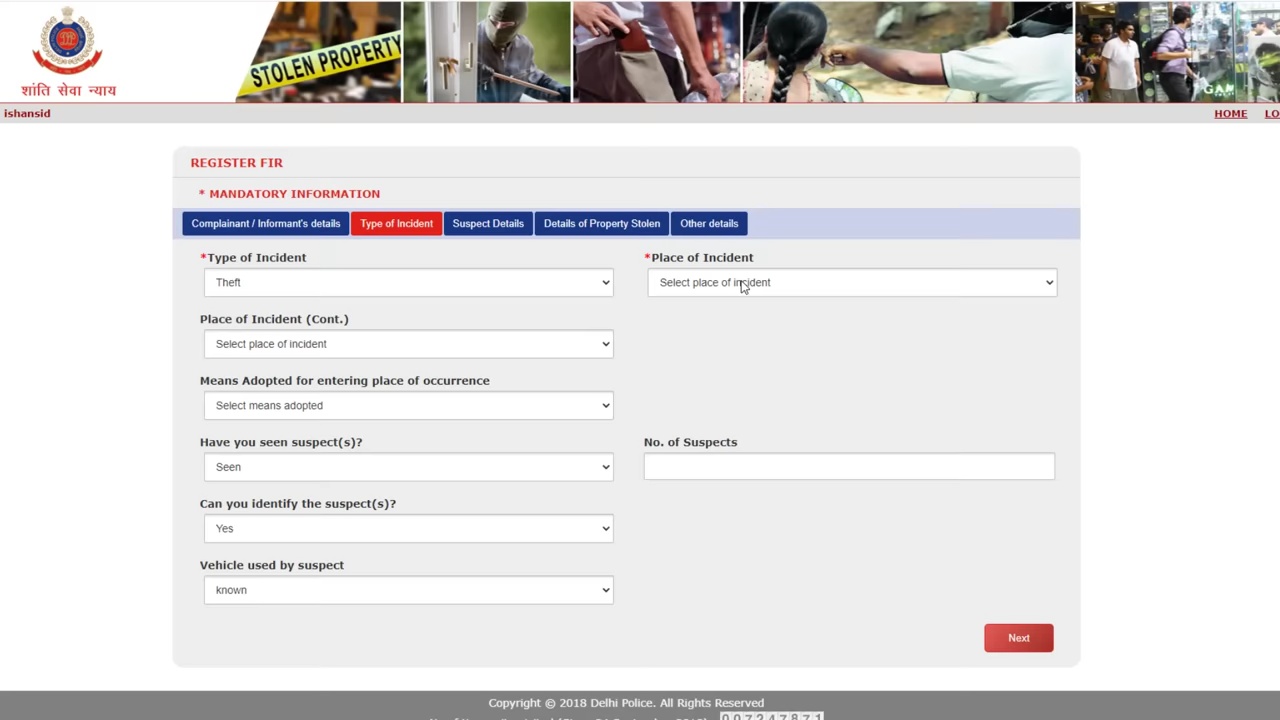 STOLEN PROPERTY
शांति सेवा न्याय
ishansid
HOME
LO
REGISTER FIR
* MANDATORY INFORMATION
Complainant / Informant's details
Type of Incident
Suspect Details
Details of Property Stolen
Other details
*Type of Incident
*Place of Incident
Theft
Select place of incident
Place of Incident (Cont.)
Select place of incident
Means Adopted for entering place of occurrence
Select means adopted
Have you seen suspect(s)?
No. of Suspects
Seen
Can you identify the suspect(s)?
Yes
Vehicle used by suspect
known
Next
Copyright © 2018 Delhi Police. All Rights Reserved